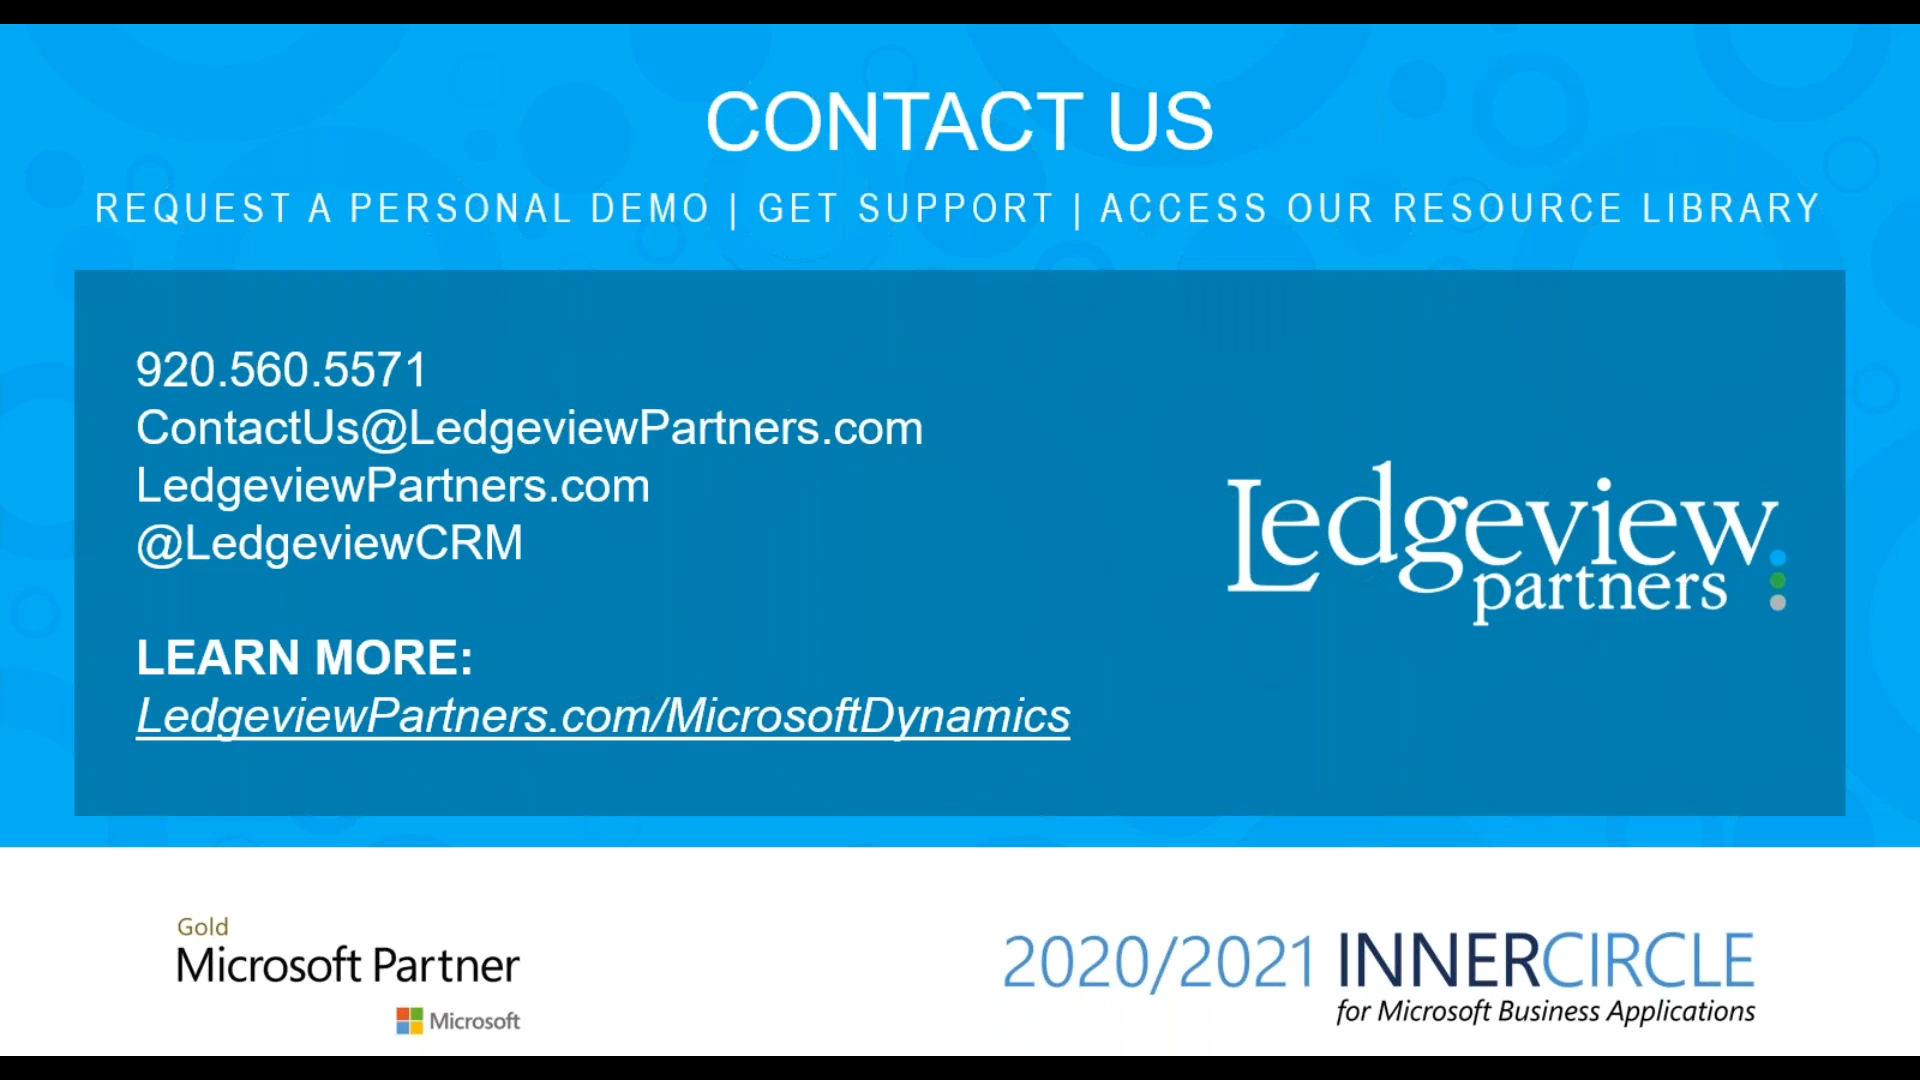 CONTACT US
REQUEST A PERSONAL DEMO | GET SUPPORT | ACCESS OUR RESOURCE LIBRARY
920.560.5571
ContactUs@LedgeviewPartners.com
LedgeviewPartners.com
@LedgeviewCRM
LEARN MORE:
LedgeviewPartners.com/MicrosoftDynamics
Ledgeview
partners
Gold
Microsoft Partner
Microsoft
2020/2021 INNERCIRCLE
for Microsoft Business Applications